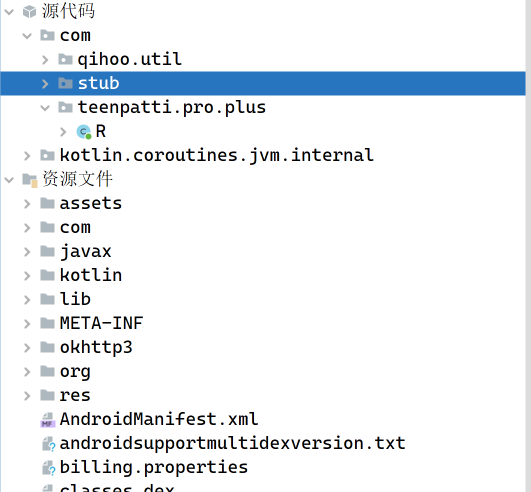 源代码
com
qihoo.util
stub
teenpatti.pro.plus
R
kotlin.coroutines.jvm.internal
资源文件
assets
com
javax
kotlin
lib
META-INF
okhttp3
org
res
AndroidManifest.xml
androidsupportmultidexversion.txt
billing.properties
classes.dex